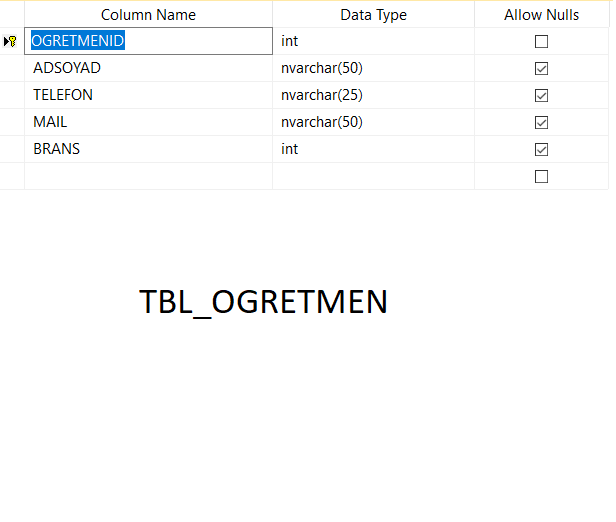 Column Name Data Type Allow Nulls
OGRETMENID int
ADSOYAD nvarchar(50)
TELEFON nvarchar(25)
MAIL nvarchar(50)
BRANS int
TBL_OGRETMEN